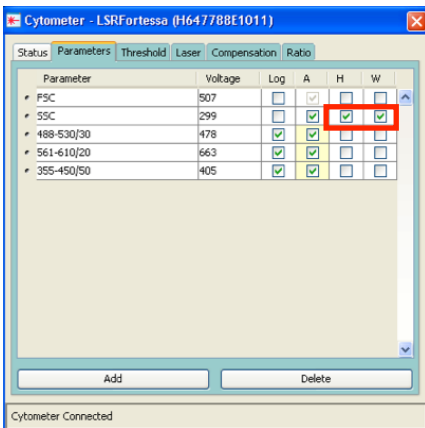 Cytometer - LSRFortessa (H647788E1011)
Status Parameters Threshold Laser Compensation Ratio
Parameter Voltage Log A H W
FSC 507
SSC 299
488-530/30 478
561-610/20 663
355-450/50 405
Add Delete
Cytometer Connected